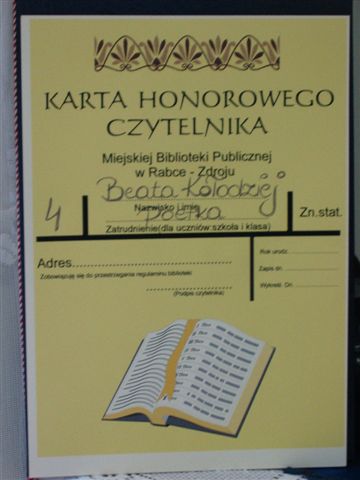 KARTA HONOROWEGO
CZYTELNIKA
Miejskiej Biblioteki Publicznej
w Rabce - Zdroju
Beata Kołodziej
4 Nazwisko i imię Zn.stat.
poetka
Zatrudnienie(dla uczniów:szkoła i klasa)
Adres
Zobowiązuję się do przestrzegania regulaminu biblioteki
(Podpis czytelnika)
Rok urodz.
Zapis dn.
Wykreśl. Dn.